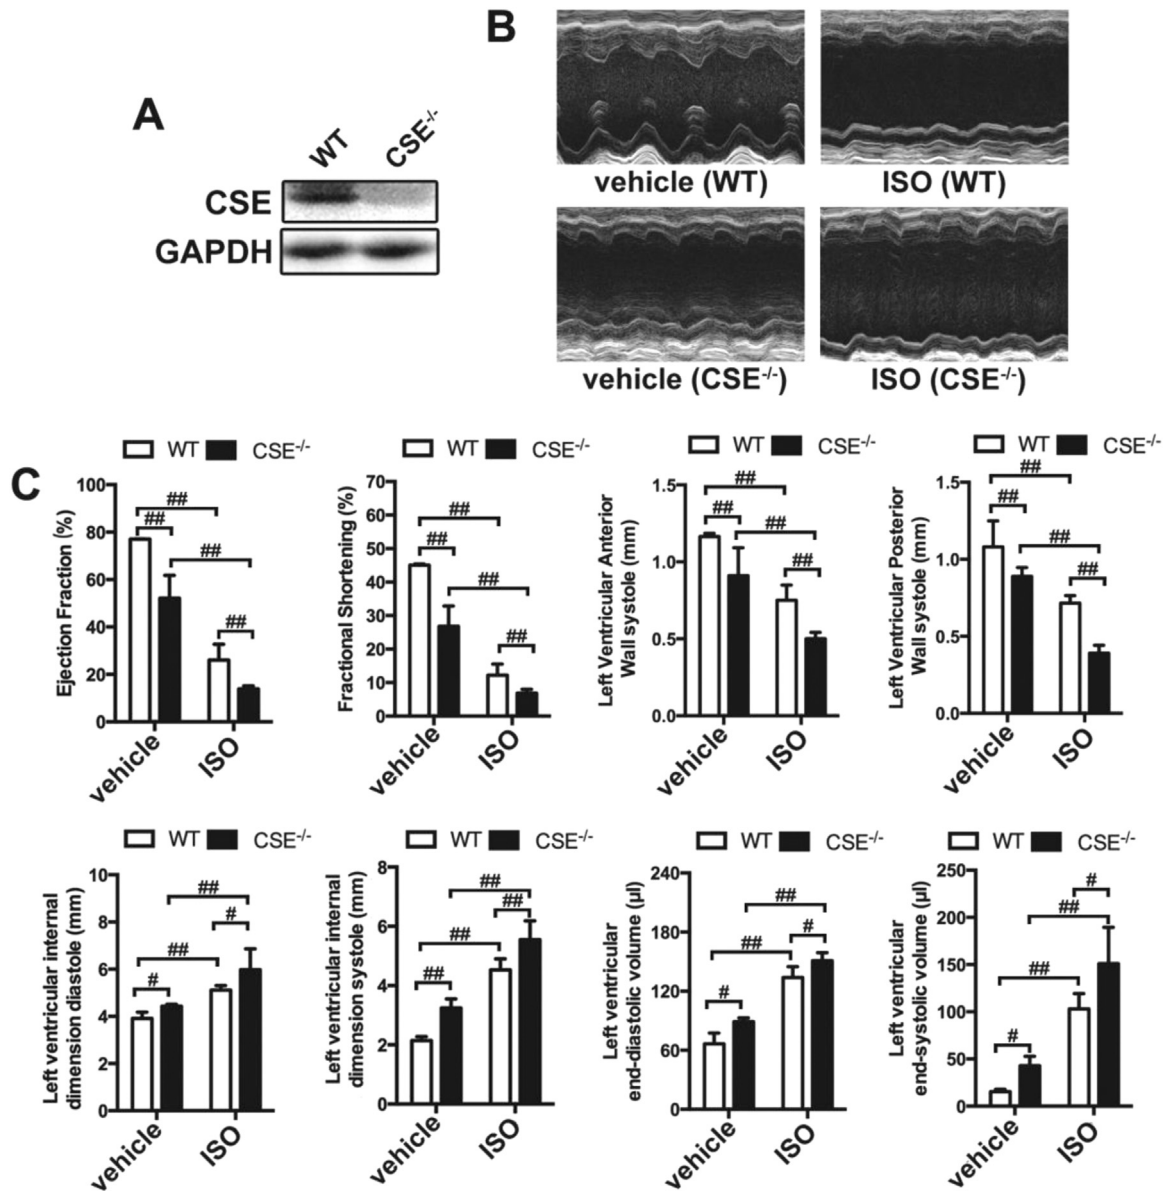 A
WT
CSE-/-
CSE
GAPDH
B
vehicle (WT)
ISO (WT)
vehicle (CSE-/-)
ISO (CSE-/-)
C
WT CSE-/-
Ejection Fraction (%)
100
80
60
40
20
0
##
##
##
##
vehicle
ISO
WT CSE-/-
Fractional Shortening (%)
70
60
50
40
30
20
10
0
##
##
##
##
vehicle
ISO
WT CSE-/-
Left Ventricular Anterior
Wall systole (mm)
1.5
1.0
0.5
0.0
##
##
##
##
vehicle
ISO
WT CSE-/-
Left Ventricular Posterior
Wall systole (mm)
1.5
1.0
0.5
0.0
##
##
##
##
vehicle
ISO
WT CSE-/-
Left ventricular internal
dimension diastole (mm)
10
8
6
4
2
0
##
#
##
#
vehicle
ISO
WT CSE-/-
Left ventricular internal
dimension systole (mm)
8
6
4
2
0
##
##
##
##
vehicle
ISO
WT CSE-/-
Left ventricular
end-diastolic volume (µl)
240
180
120
60
0
##
#
##
#
vehicle
ISO
WT CSE-/-
Left ventricular
end-systolic volume (µl)
250
200
150
100
50
0
#
##
##
#
vehicle
ISO